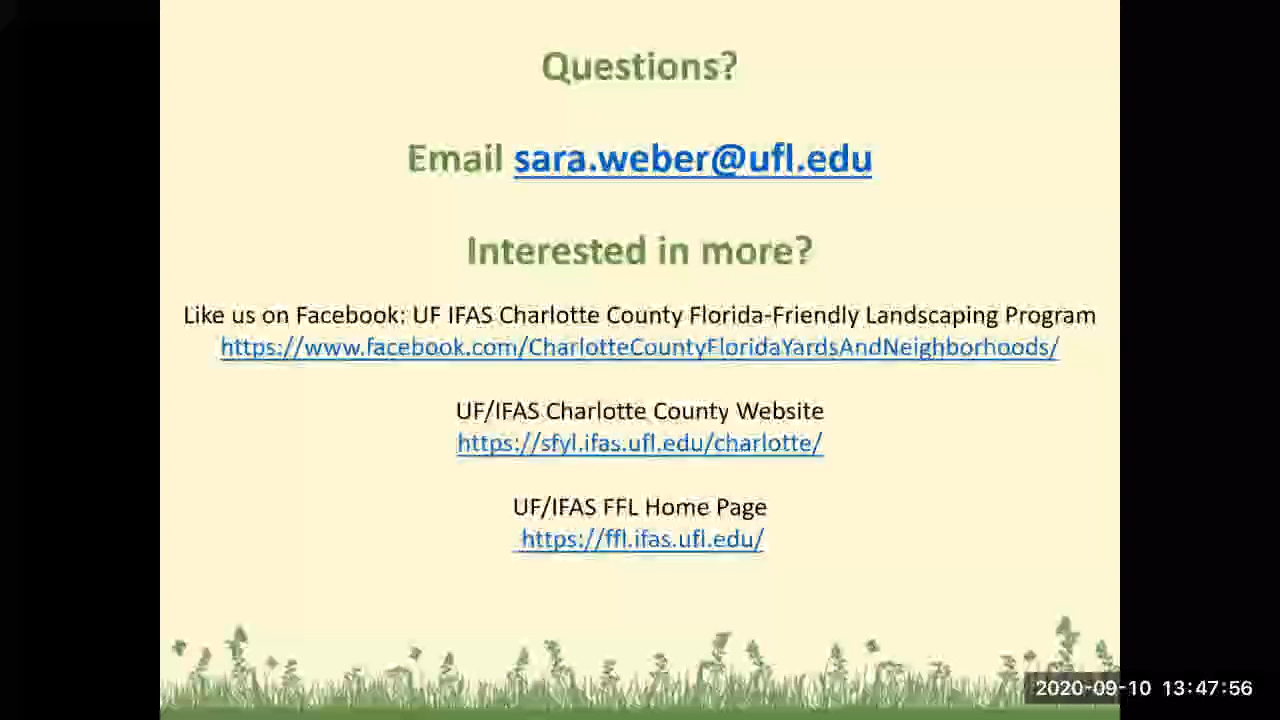 Questions?
Email sara.weber@ufl.edu
Interested in more?
Like us on Facebook: UF IFAS Charlotte County Florida-Friendly Landscaping Program
https://www.facebook.com/CharlotteCountyFloridaYardsAndNeighborhoods/
UF/IFAS Charlotte County Website
https://sfyl.ifas.ufl.edu/charlotte/
UF/IFAS FFL Home Page
https://ffl.ifas.ufl.edu/
2020-09-10 13:47:56